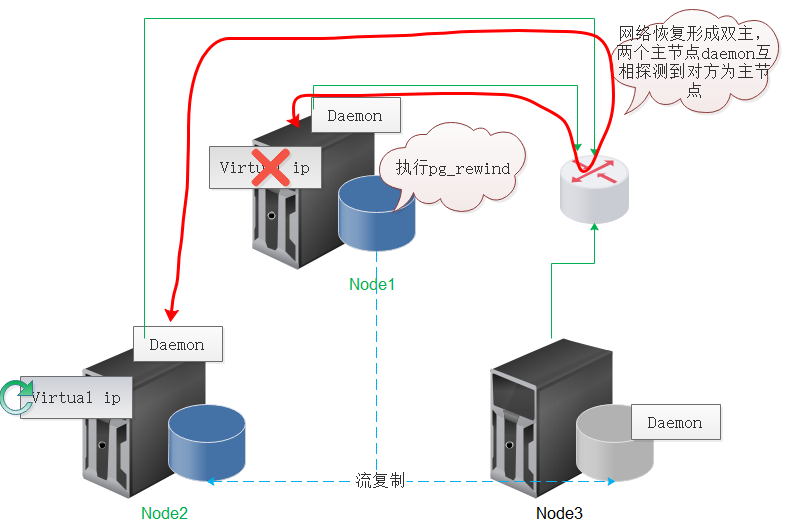 网络恢复形成双主,
两个主节点daemon互
相探测到对方为主节
点
Daemon
Virtual ip
执行pg_rewind
Node1
Daemon
Virtual ip
Daemon
流复制
Node2
Node3